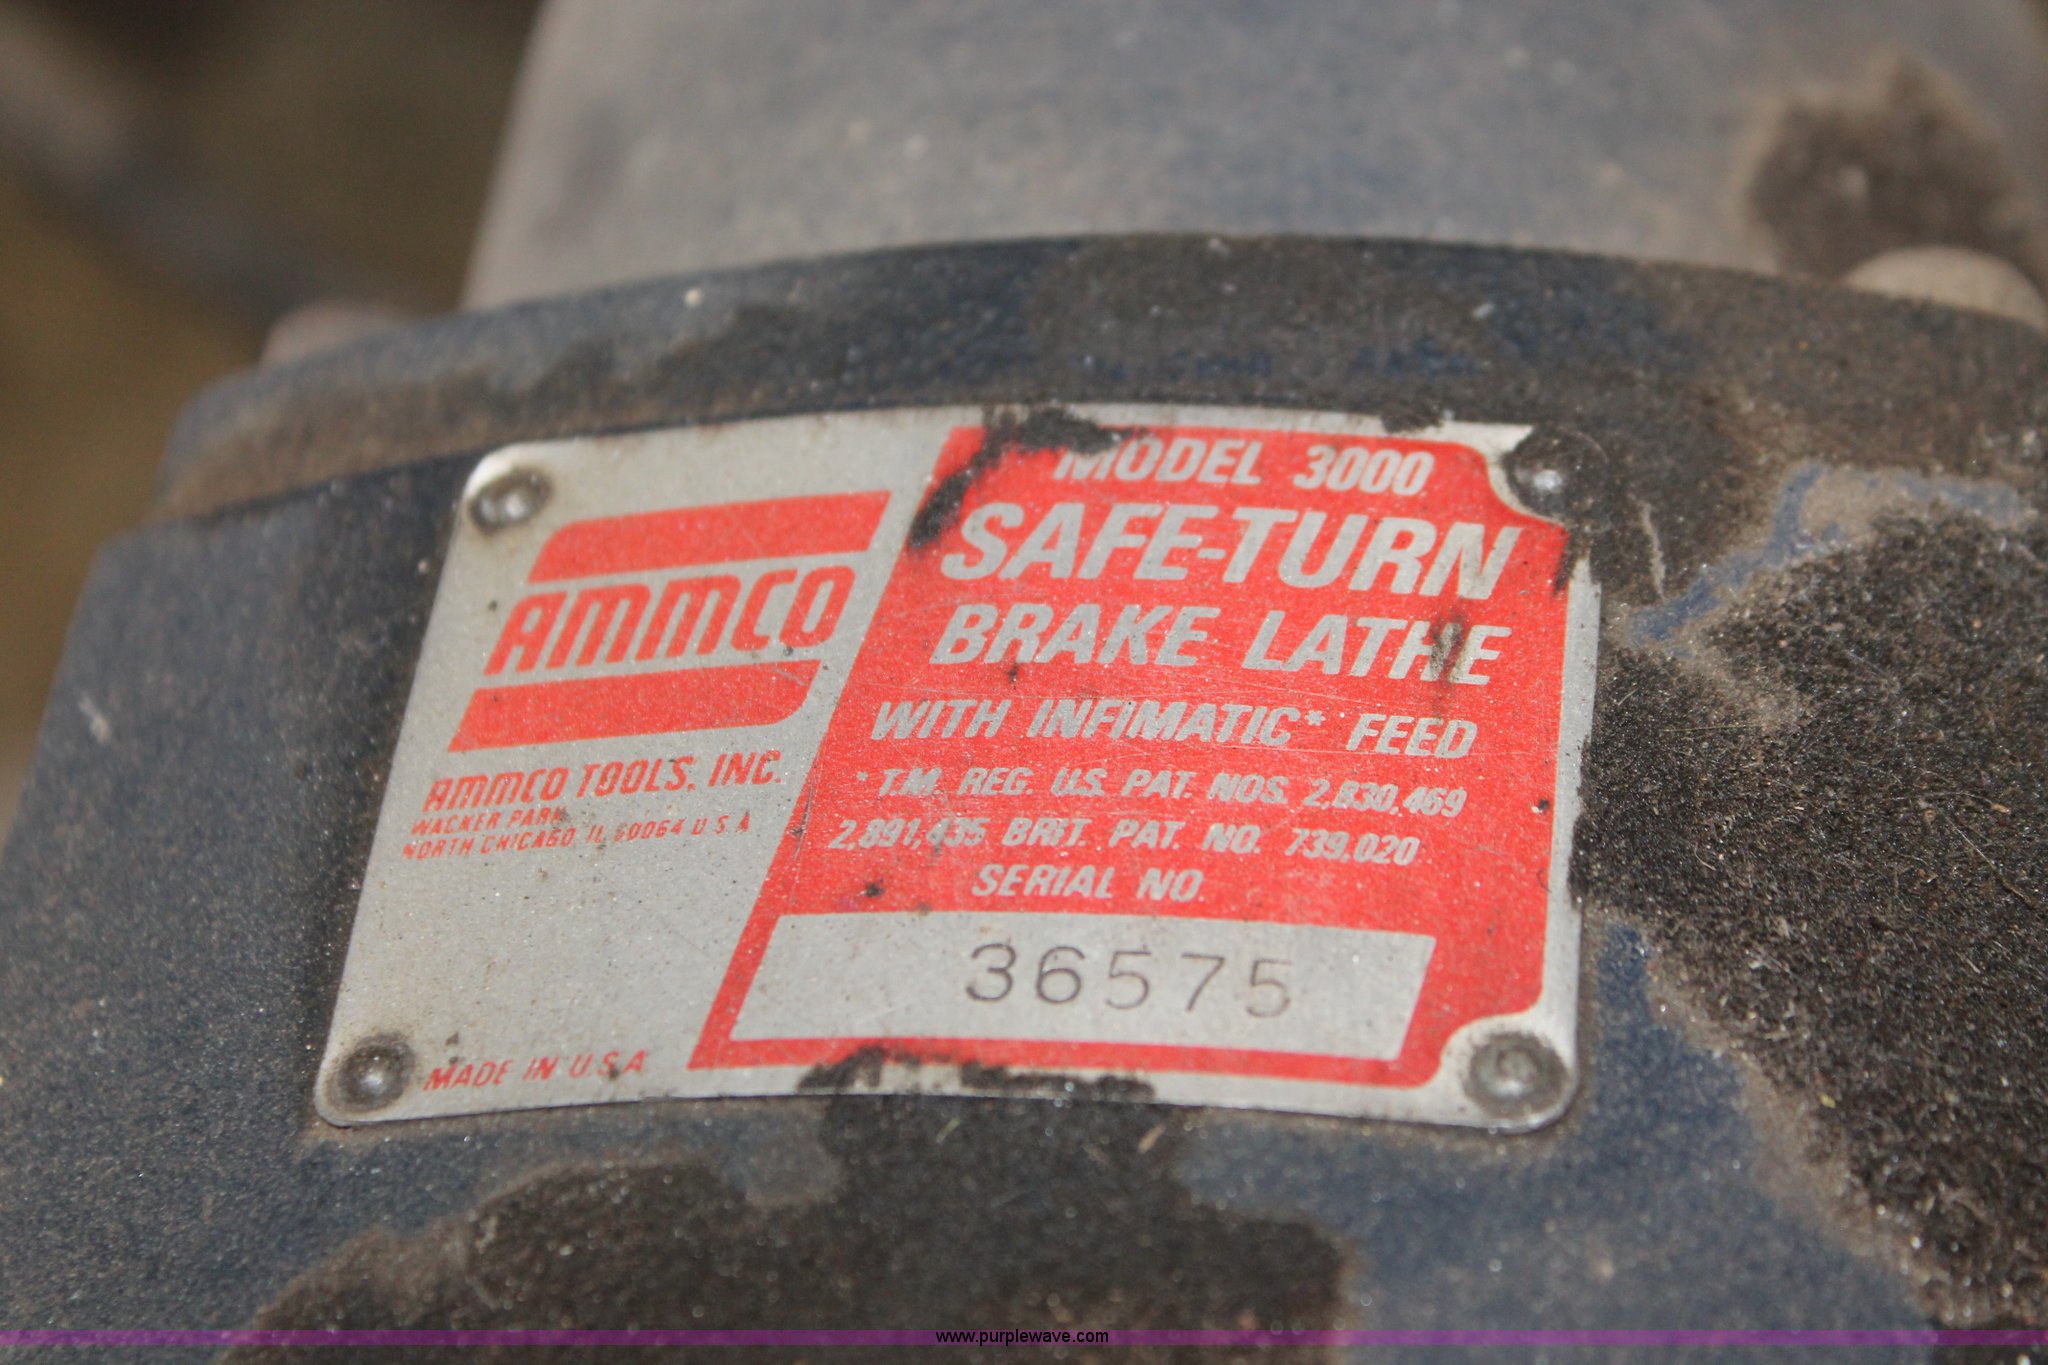 AMMCO
AMMCO TOOLS, INC.
WACKER PARK
NORTH CHICAGO, IL 60064 U.S.A
MADE IN U.S.A
MODEL 3000
SAFE-TURN
BRAKE LATHE
WITH INFIMATIC* FEED
* T.M. REG. U.S. PAT. NOS. 2,830,469
2,891,435 BRIT. PAT. NO. 739,020
SERIAL NO.
36575
www.purplewave.com